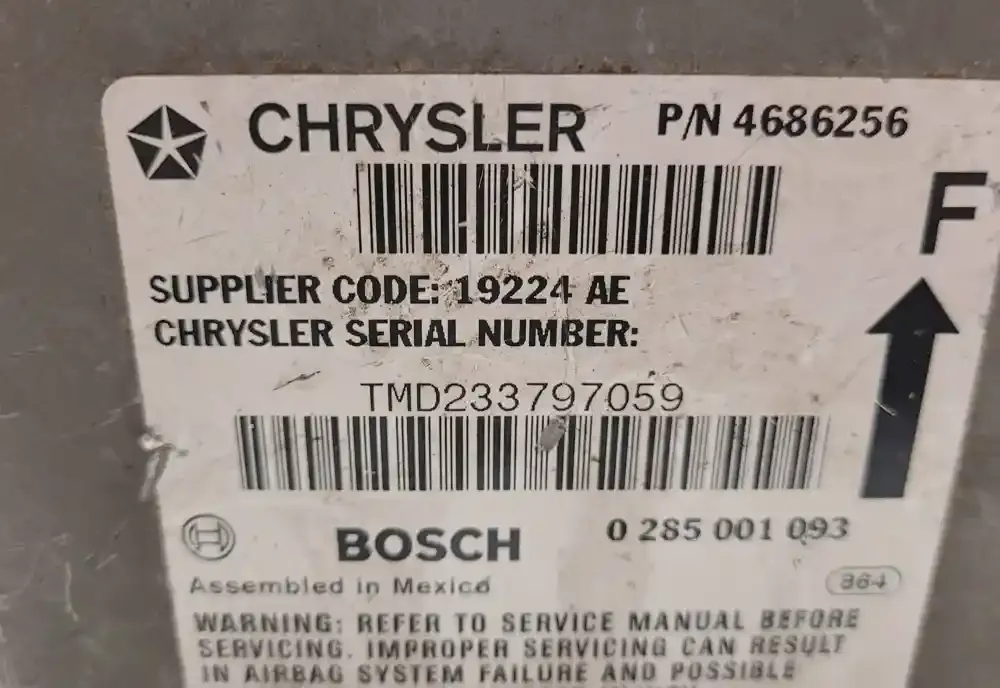 CHRYSLER P/N 4686256
F
SUPPLIER CODE: 19224 AE
CHRYSLER SERIAL NUMBER:
TMD233797059
BOSCH 0 285 001 093
Assembled in Mexico 864
WARNING: REFER TO SERVICE MANUAL BEFORE
SERVICING. IMPROPER SERVICING CAN RESULT
IN AIRBAG SYSTEM FAILURE AND POSSIBLE